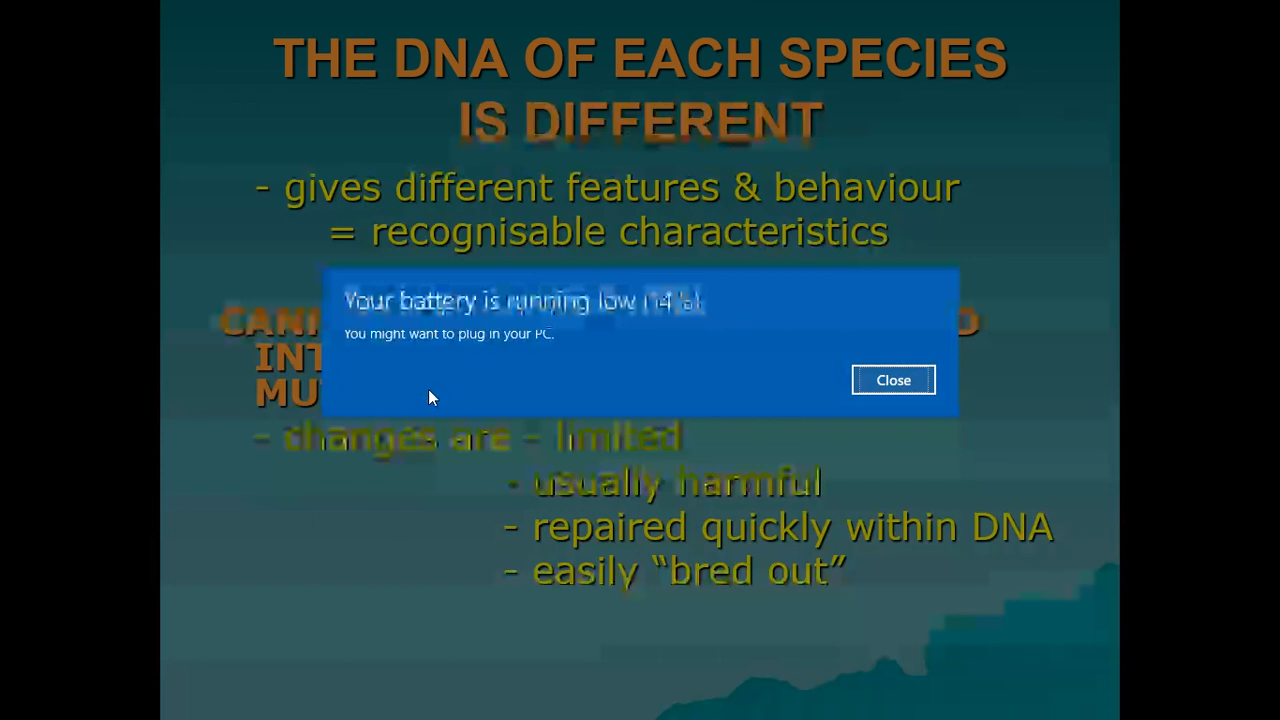 THE DNA OF EACH SPECIES
IS DIFFERENT
- gives different features & behaviour
= recognisable characteristics
Your battery is running low (14%).
You might want to plug in your PC.
Close
- changes are - limited
- usually harmful
- repaired quickly within DNA
- easily “bred out”